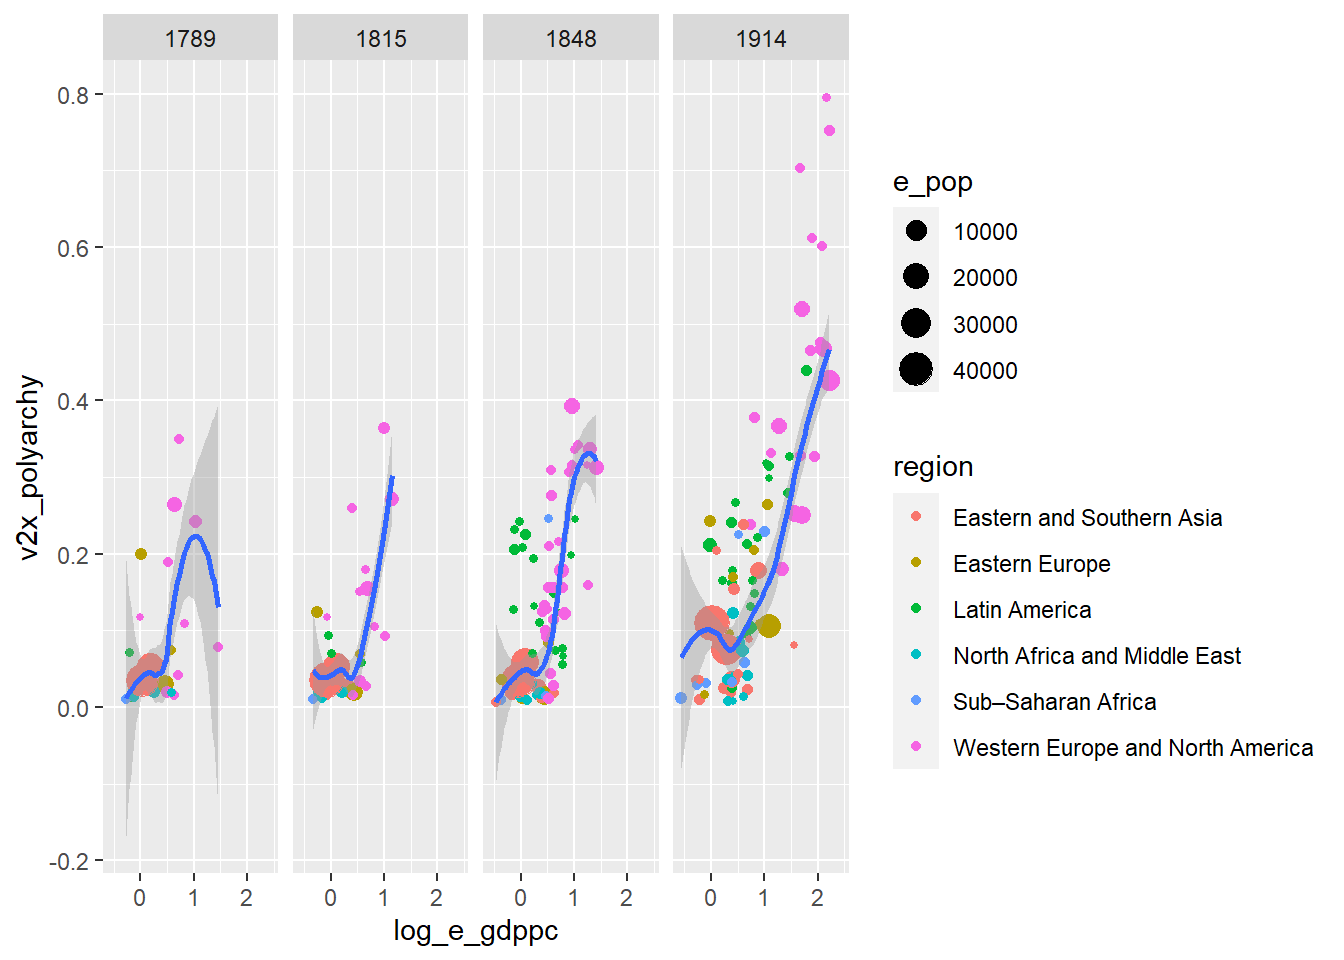 1789 1815 1848 1914
0.8
0.6
0.4
0.2
0.0
-0.2
v2x_polyarchy
0 1 2 0 1 2 0 1 2 0 1 2
log_e_gdppc
e_pop
10000
20000
30000
40000
region
Eastern and Southern Asia
Eastern Europe
Latin America
North Africa and Middle East
Sub–Saharan Africa
Western Europe and North America